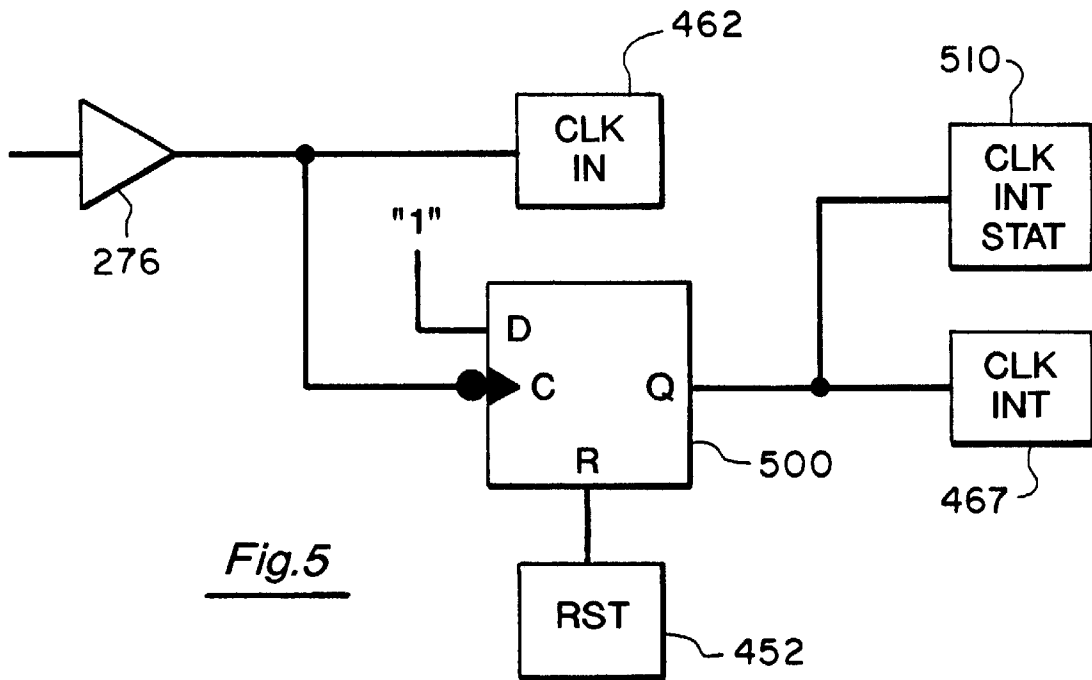 462
CLK
IN
510
CLK
INT
STAT
276
"1"
D
C
Q
R
500
CLK
INT
467
Fig.5
RST
452